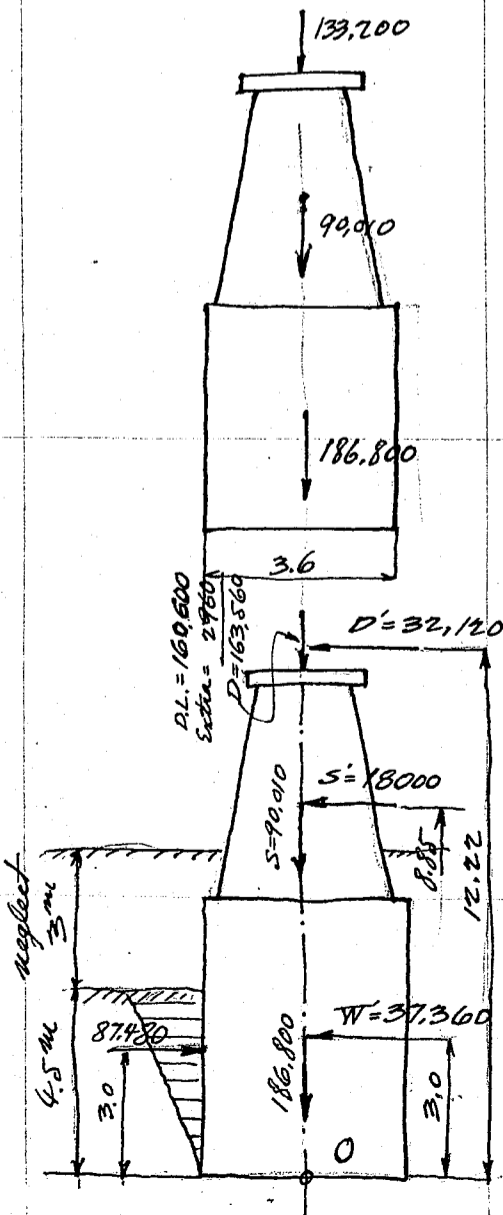 133,200
90,010
186.800
3.6
D.L. = 160,600
Extra = 2960
D = 163,560
D' = 32,120
S' = 18000
S = 90.010
8.85
12.22
neglect
3 m
4.5 m
87.480
3.0
186.800
W' = 37.360
3.0
O